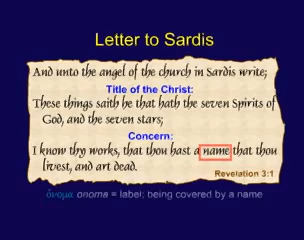 Letter to Sardis
And unto the angel of the church in Sardis write;
Title of the Christ:
These things saith he that hath the seven Spirits of
God, and the seven stars;
Concern:
I know thy works, that thou hast a name that thou
livest, and art dead.
Revelation 3:1
ὄνομα onoma = label; being covered by a name